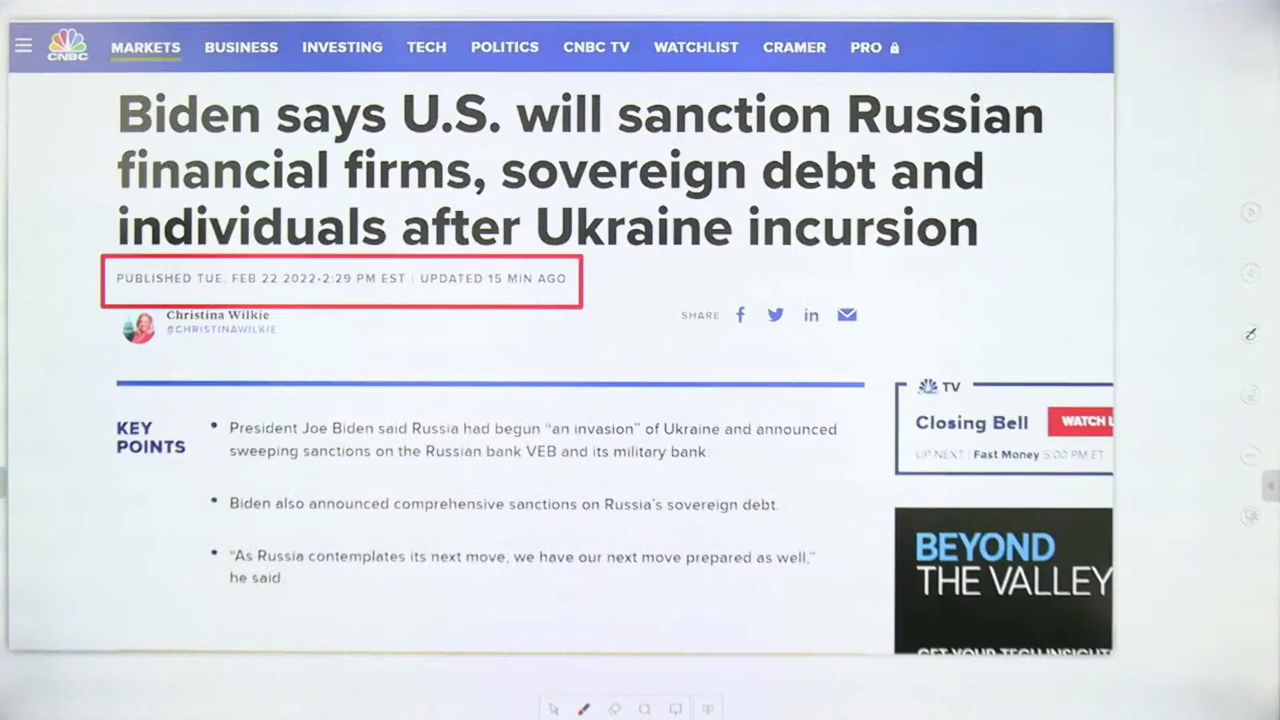 CNBC
MARKETS BUSINESS INVESTING TECH POLITICS CNBC TV WATCHLIST CRAMER PRO
Biden says U.S. will sanction Russian
financial firms, sovereign debt and
individuals after Ukraine incursion
PUBLISHED TUE, FEB 22 2022•2:29 PM EST | UPDATED 15 MIN AGO
Christina Wilkie
@CHRISTINAWILKIE
SHARE
KEY
POINTS
• President Joe Biden said Russia had begun “an invasion” of Ukraine and announced
sweeping sanctions on the Russian bank VEB and its military bank.
• Biden also announced comprehensive sanctions on Russia’s sovereign debt.
• “As Russia contemplates its next move, we have our next move prepared as well,”
he said.
TV
Closing Bell
WATCH L
UP NEXT | Fast Money 5:00 PM ET
BEYOND
THE VALLEY
GET YOUR TECH INSIGHTS